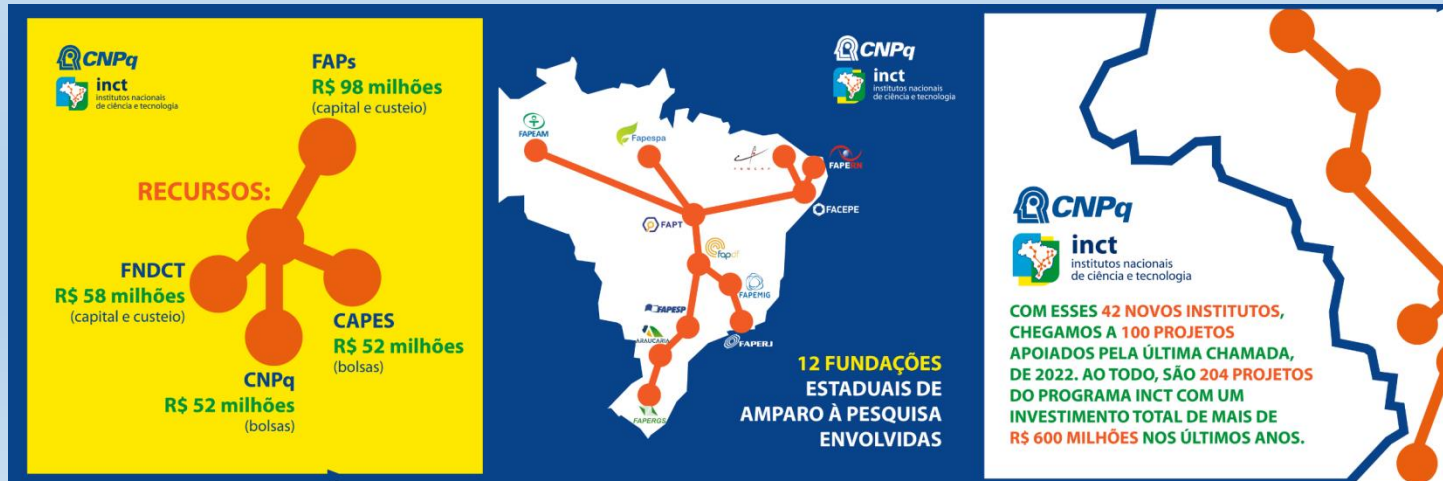 CNPq
inct
institutos nacionais
de ciência e tecnologia
FAPs
R$ 98 milhões
(capital e custeio)
RECURSOS:
FNDCT
R$ 58 milhões
(capital e custeio)
CAPES
R$ 52 milhões
(bolsas)
CNPq
R$ 52 milhões
(bolsas)
CNPq
inct
institutos nacionais
de ciência e tecnologia
FAPEAM
Fapespa
FAPERN
FACEPE
FAPT
fapdf
FAPEMIG
FAPESP
ARAUCÁRIA
FAPERJ
FAPERGS
12 FUNDAÇÕES
ESTADUAIS DE
AMPARO À PESQUISA
ENVOLVIDAS
CNPq
inct
institutos nacionais
de ciência e tecnologia
COM ESSES 42 NOVOS INSTITUTOS,
CHEGAMOS A 100 PROJETOS
APOIADOS PELA ÚLTIMA CHAMADA,
DE 2022. AO TODO, SÃO 204 PROJETOS
DO PROGRAMA INCT COM UM
INVESTIMENTO TOTAL DE MAIS DE
R$ 600 MILHÕES NOS ÚLTIMOS ANOS.